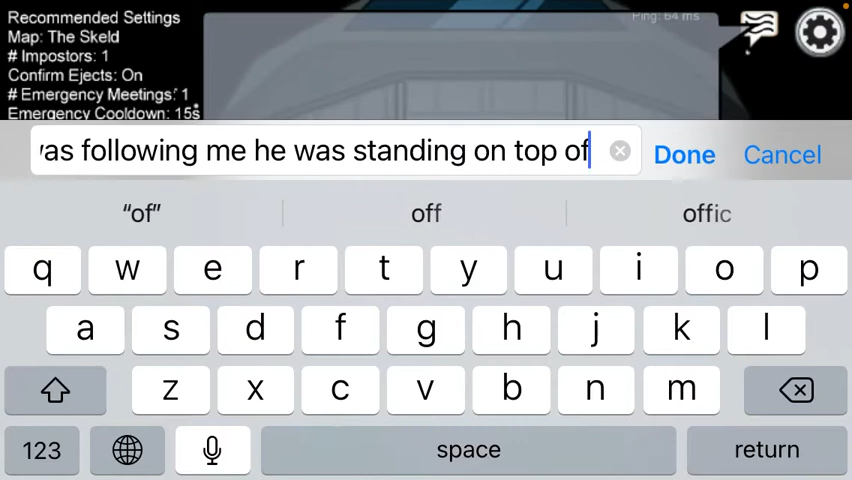 Recommended Settings
Ping: 64 ms
Map: The Skeld
# Impostors: 1
Confirm Ejects: On
# Emergency Meetings: 1
Emergency Cooldown: 15s
was following me he was standing on top of
Done
Cancel
“of”
off
offic
q w e r t y u i o p
a s d f g h j k l
z x c v b n m
123
space
return